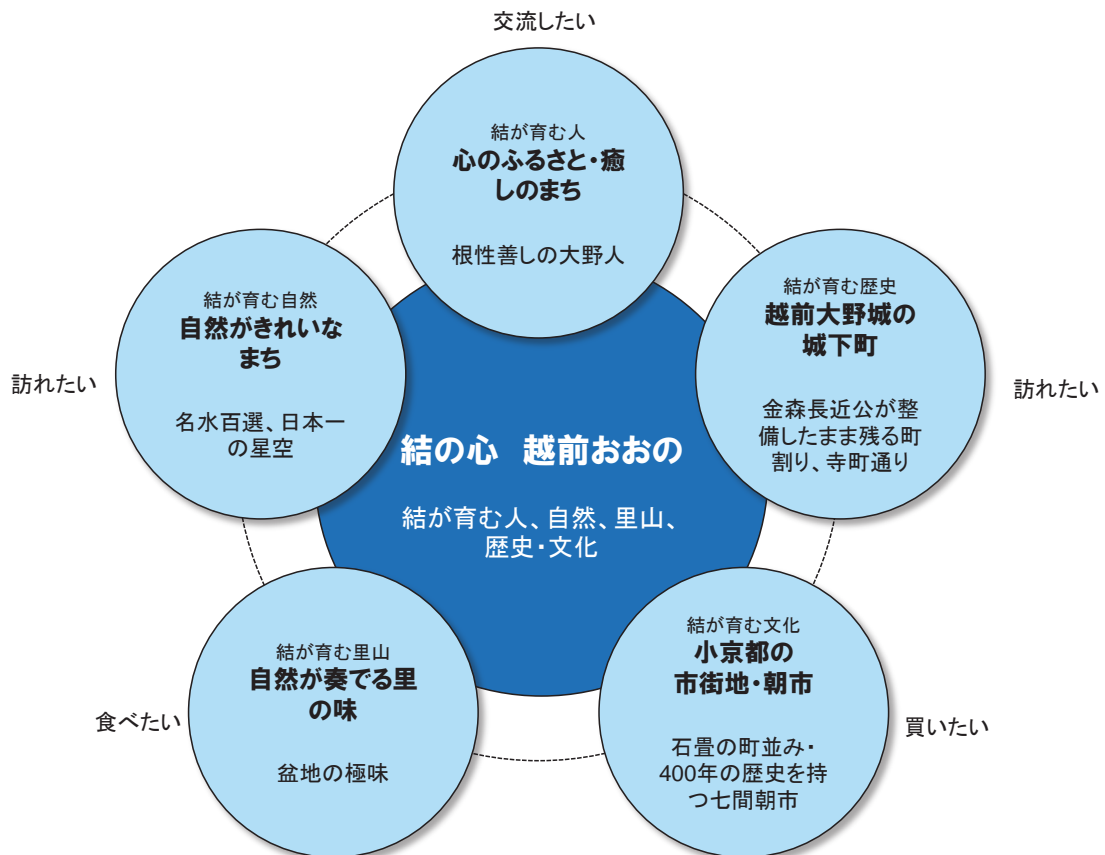 交流したい
結が育む人
心のふるさと・癒
しのまち
根性善しの大野人
結が育む自然
自然がきれいな
まち
名水百選、日本一
の星空
訪れたい
結が育む歴史
越前大野城の
城下町
金森長近公が整
備したまま残る町
割り、寺町通り
訪れたい
結の心 越前おおの
結が育む人、自然、里山、
歴史・文化
結が育む里山
自然が奏でる里
の味
盆地の極味
食べたい
結が育む文化
小京都の
市街地・朝市
石畳の町並み・
400年の歴史を持
つ七間朝市
買いたい